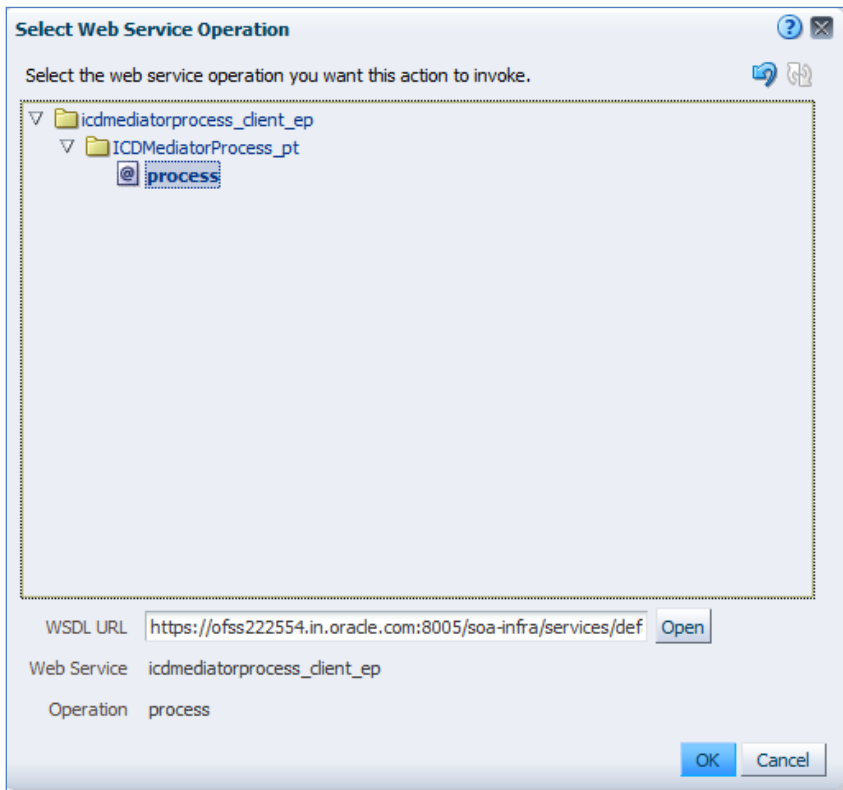 Select Web Service Operation
Select the web service operation you want this action to invoke.
icdmediatorprocess_client_ep
ICDMediatorProcess_pt
process
WSDL URL https://ofss222554.in.oracle.com:8005/soa-infra/services/def Open
Web Service icdmediatorprocess_client_ep
Operation process
OK Cancel